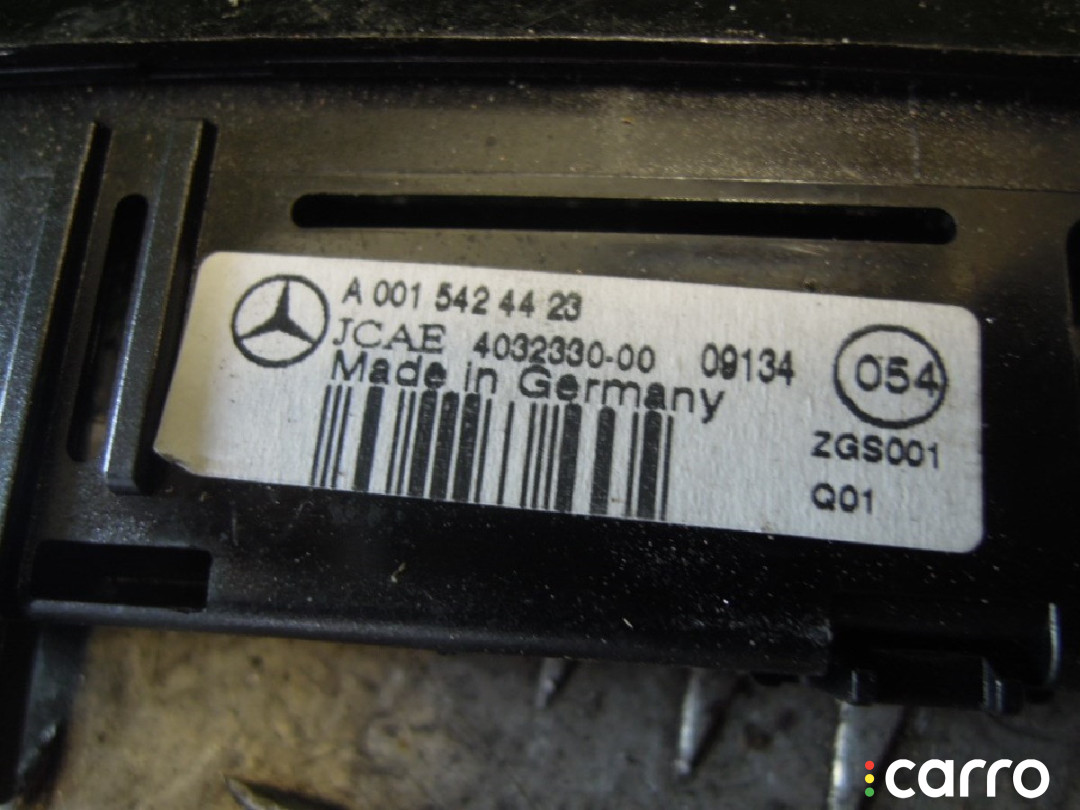 A 001 542 44 23
JCAE 4032330-00 09134
Made in Germany
054
ZGS001
Q01
carro